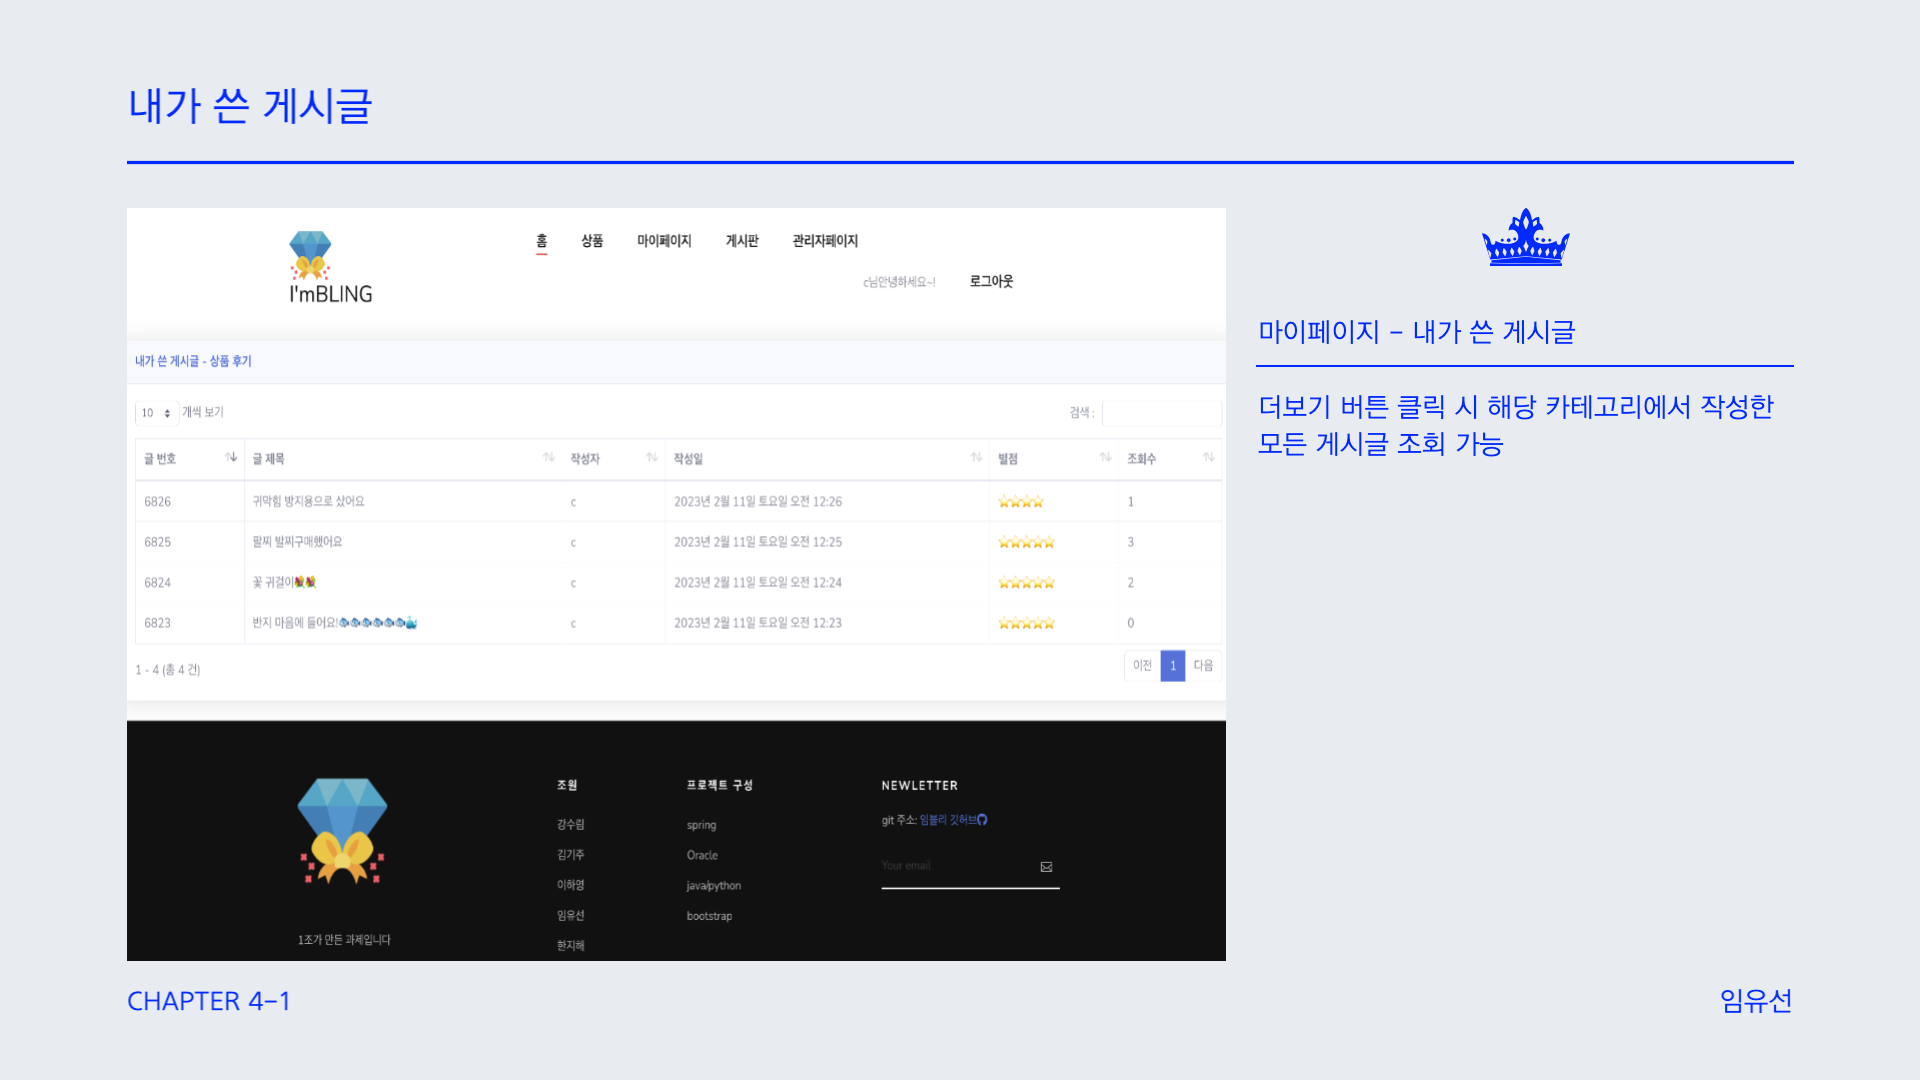 내가 쓴 게시글
I'mBLING
홈 상품 마이페이지 게시판 관리자페이지
c님안녕하세요~! 로그아웃
내가 쓴 게시글 - 상품 후기
10 개씩 보기 검색 :
글 번호 글 제목 작성자 작성일 별점 조회수
6826 귀막힘 방지용으로 샀어요 c 2023년 2월 11일 토요일 오전 12:26 ⭐⭐⭐⭐ 1
6825 팔찌 발찌구매했어요 c 2023년 2월 11일 토요일 오전 12:25 ⭐⭐⭐⭐⭐ 3
6824 꽃 귀걸이 c 2023년 2월 11일 토요일 오전 12:24 ⭐⭐⭐⭐⭐ 2
6823 반지 마음에 들어요!🐟🐟🐟🐟🐟🐟🐳 c 2023년 2월 11일 토요일 오전 12:23 ⭐⭐⭐⭐⭐ 0
1 - 4 (총 4 건) 이전 1 다음
1조가 만든 과제입니다
조원
강수림
김기주
이하영
임유선
한지해
프로젝트 구성
spring
Oracle
java/python
bootstrap
NEWLETTER
git 주소: 임블리 깃허브
Your email
마이페이지 – 내가 쓴 게시글
더보기 버튼 클릭 시 해당 카테고리에서 작성한
모든 게시글 조회 가능
CHAPTER 4–1
임유선